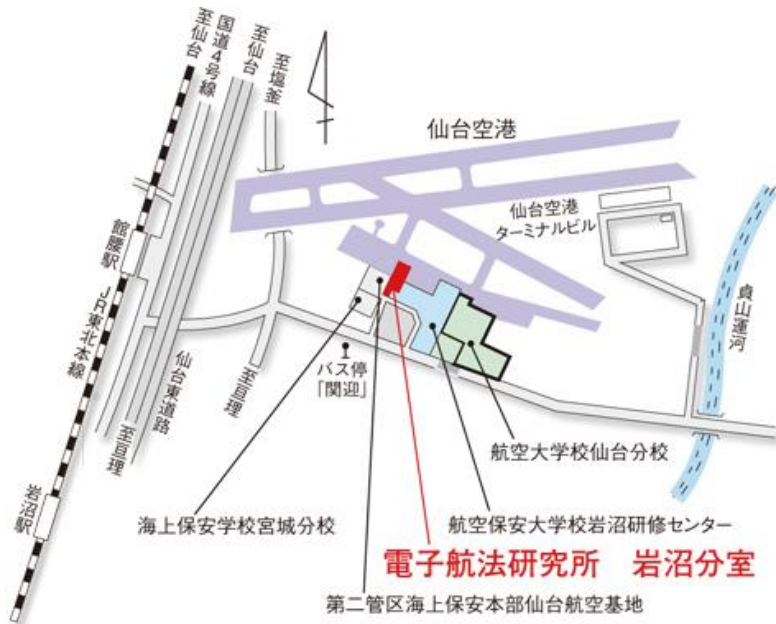 至仙台
国道4号線
至仙台
至塩釜
仙台空港
仙台空港
ターミナルビル
館腰駅
JR東北本線
貞山運河
仙台東道路
至亘理
至亘理
バス停
「関迎」
岩沼駅
航空大学校仙台分校
海上保安学校宮城分校
航空保安大学校岩沼研修センター
電子航法研究所 岩沼分室
第二管区海上保安本部仙台航空基地